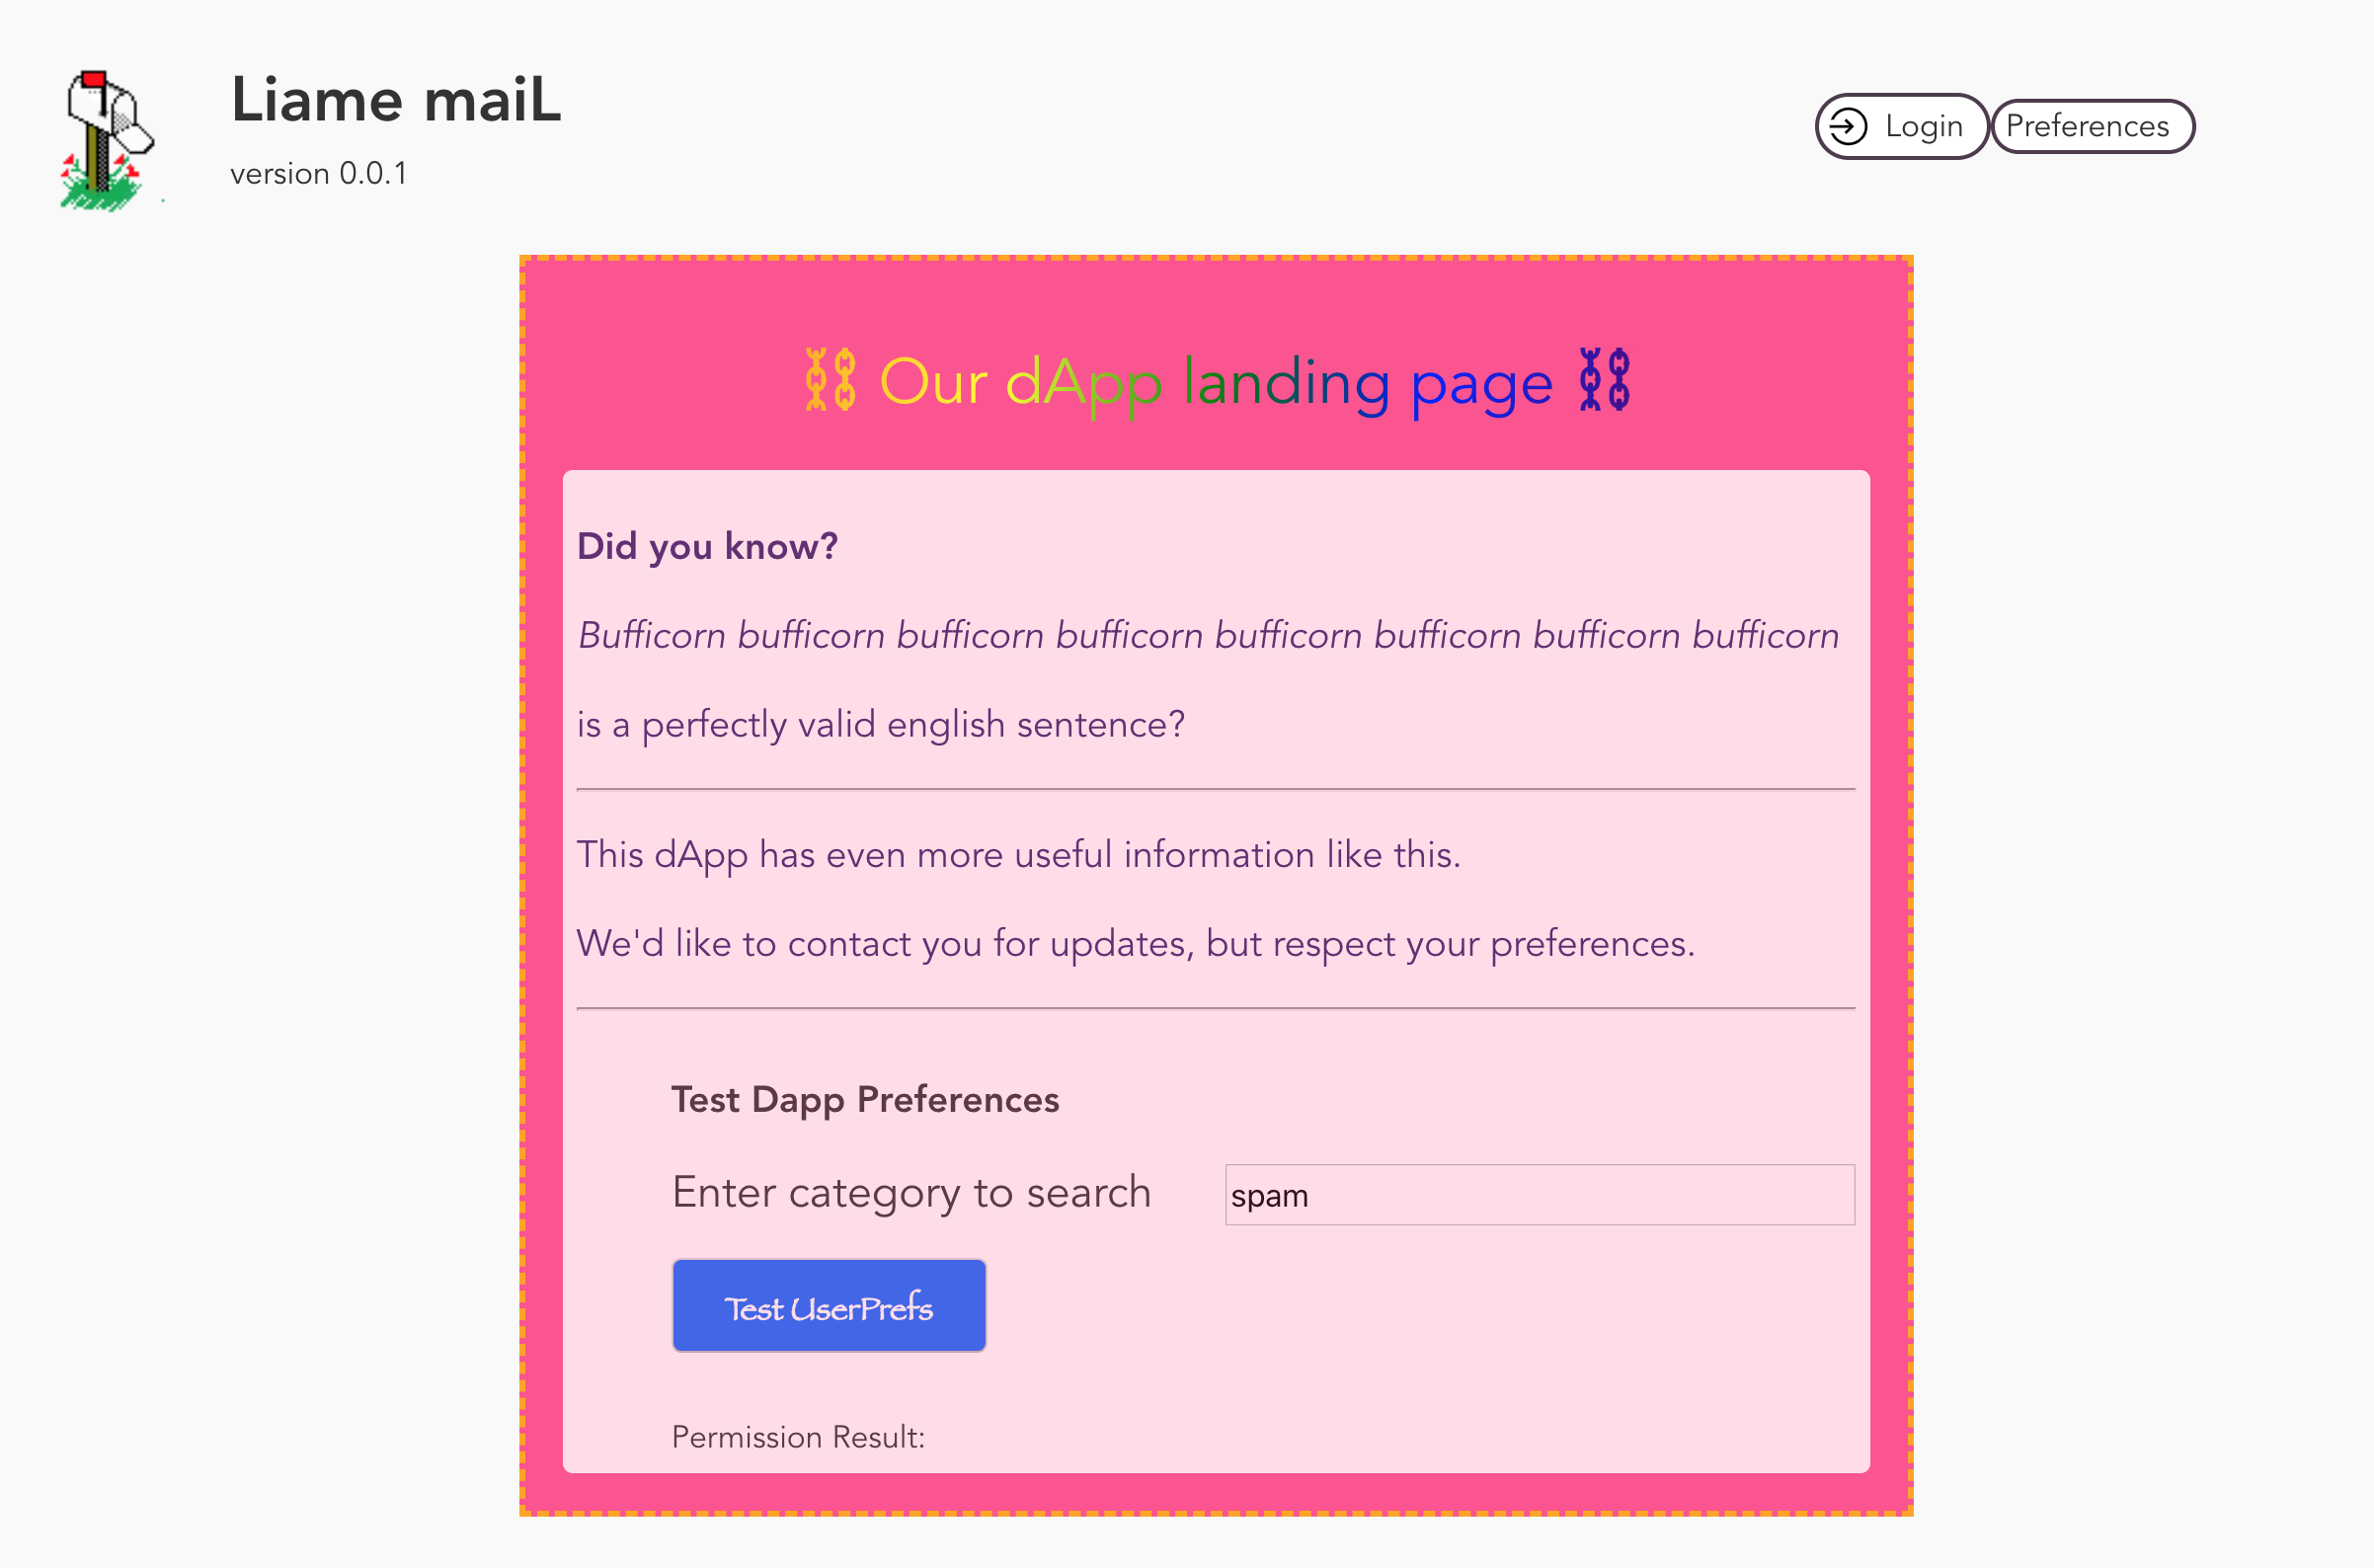 Liame maiL
version 0.0.1
Login
Preferences
⛓ Our dApp landing page ⛓
Did you know?
Bufficorn bufficorn bufficorn bufficorn bufficorn bufficorn bufficorn bufficorn
is a perfectly valid english sentence?
This dApp has even more useful information like this.
We'd like to contact you for updates, but respect your preferences.
Test Dapp Preferences
Enter category to search
spam
Test UserPrefs
Permission Result: